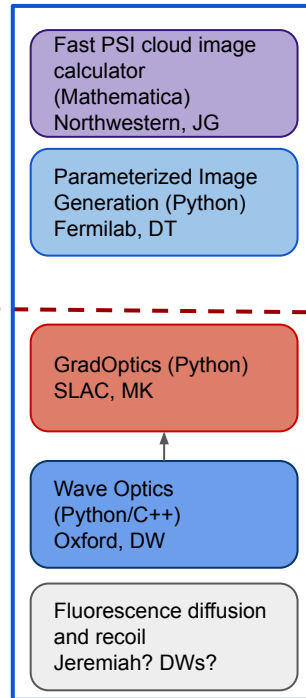 Fast PSI cloud image
calculator
(Mathematica)
Northwestern, JG
Parameterized Image
Generation (Python)
Fermilab, DT
GradOptics (Python)
SLAC, MK
Wave Optics
(Python/C++)
Oxford, DW
Fluorescence diffusion
and recoil
Jeremiah? DWs?